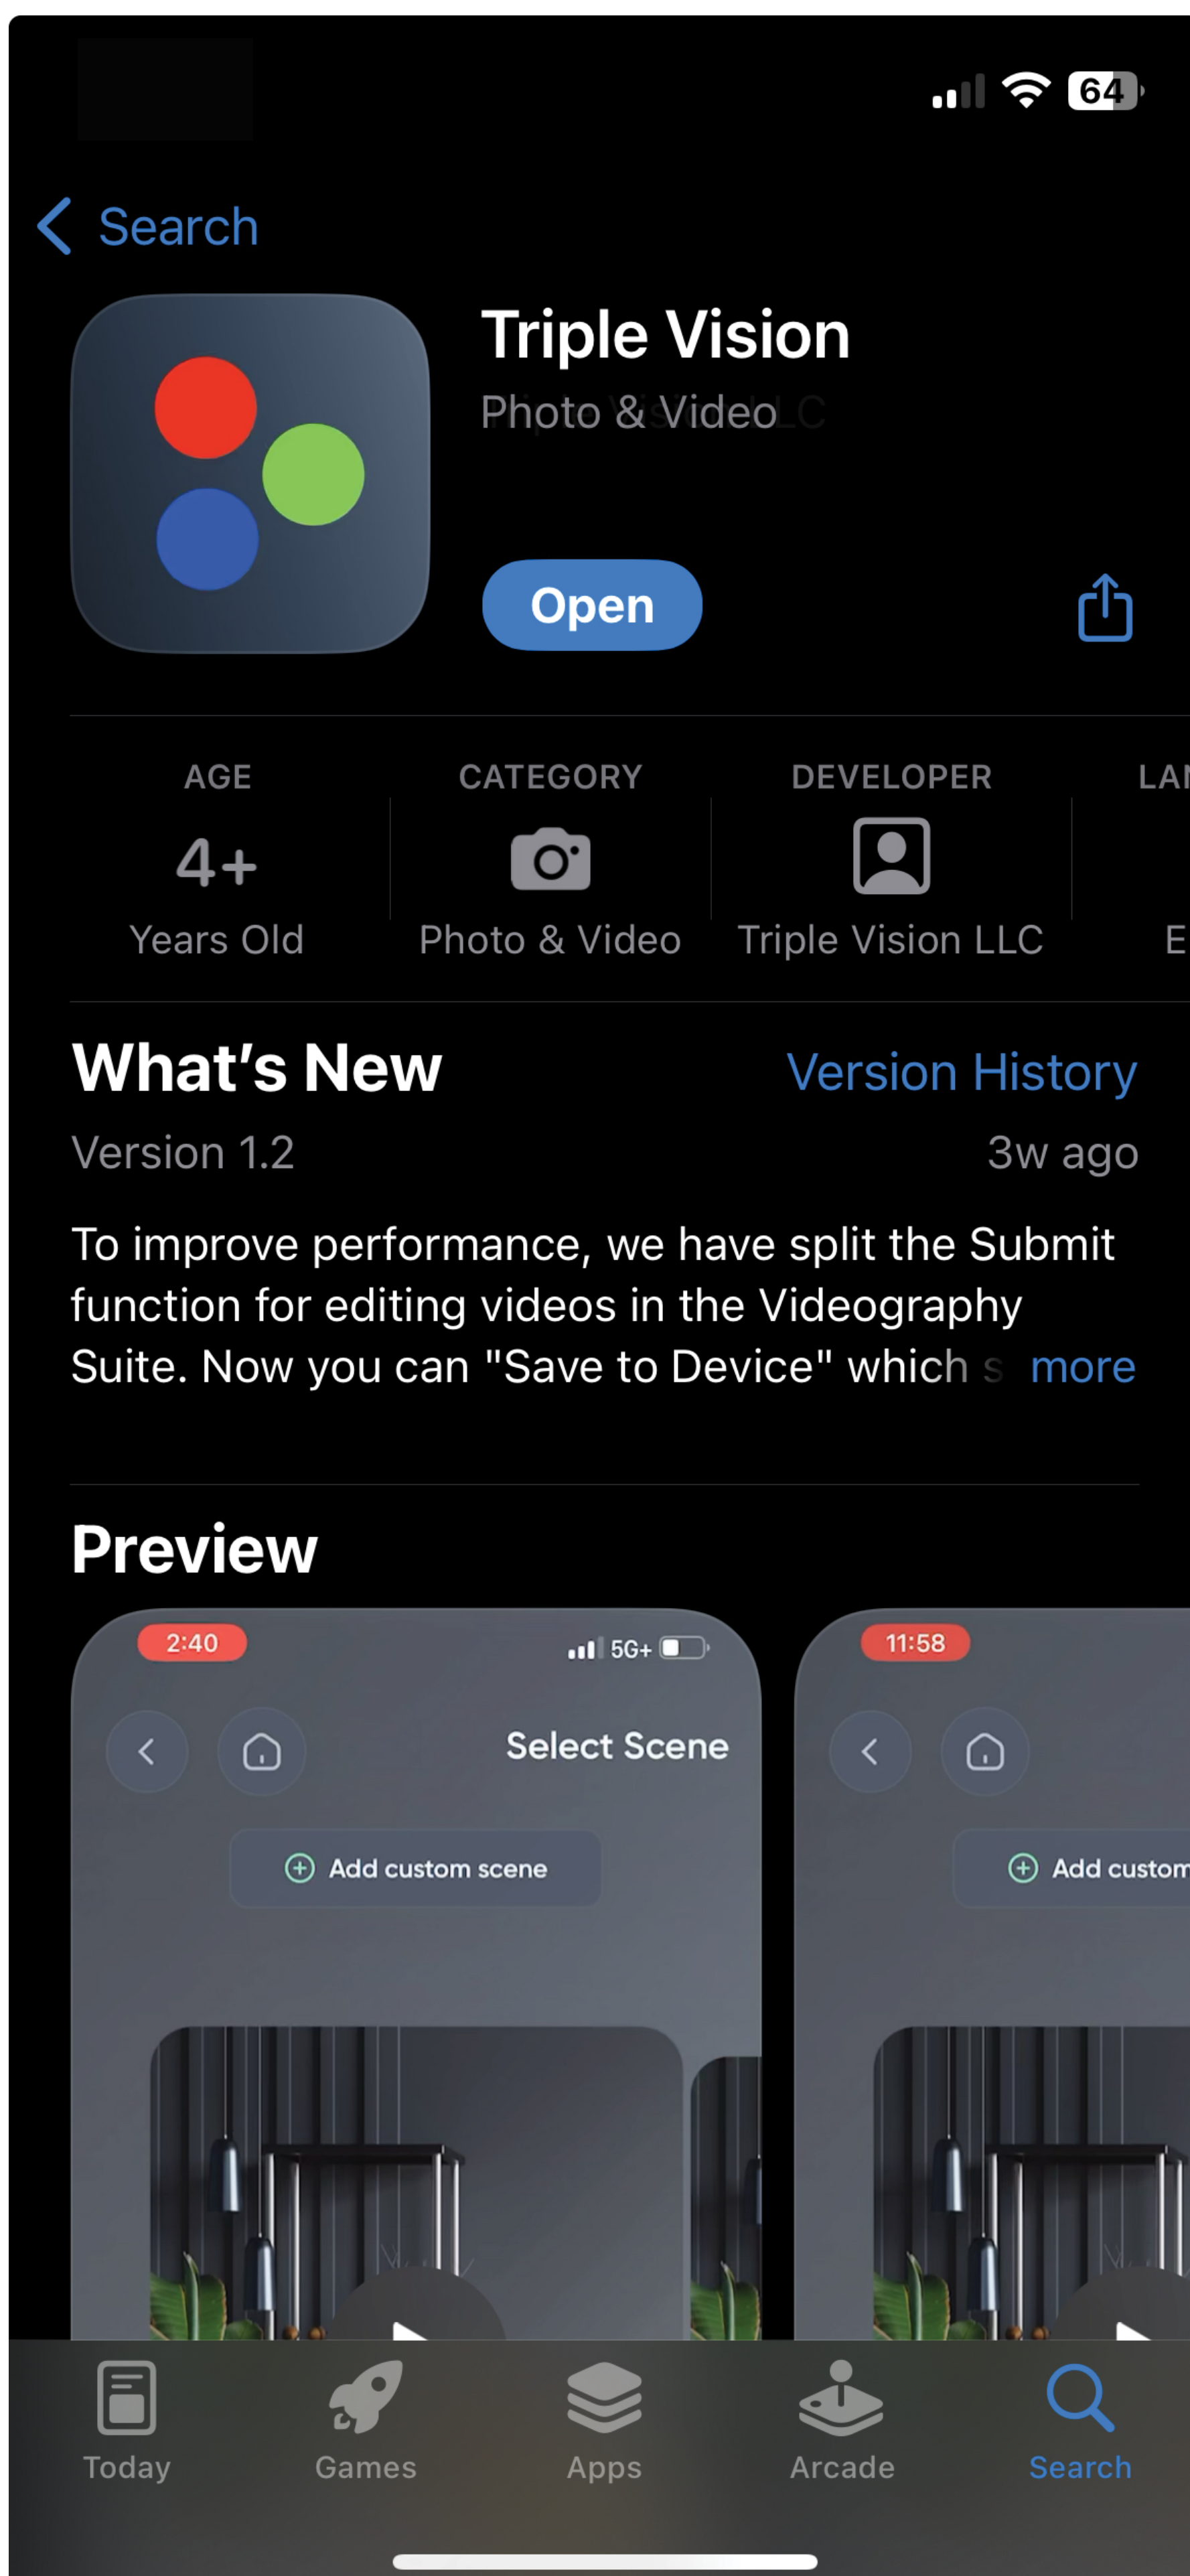 64
Search
Triple Vision
Photo & Video
Open
AGE
CATEGORY
DEVELOPER
LAN
4+
Years Old
Photo & Video
Triple Vision LLC
E
What's New
Version History
Version 1.2
3w ago
To improve performance, we have split the Submit
function for editing videos in the Videography
Suite. Now you can "Save to Device" which s more
Preview
2:40
5G+
11:58
Select Scene
Add custom scene
Add custom
Today
Games
Apps
Arcade
Search